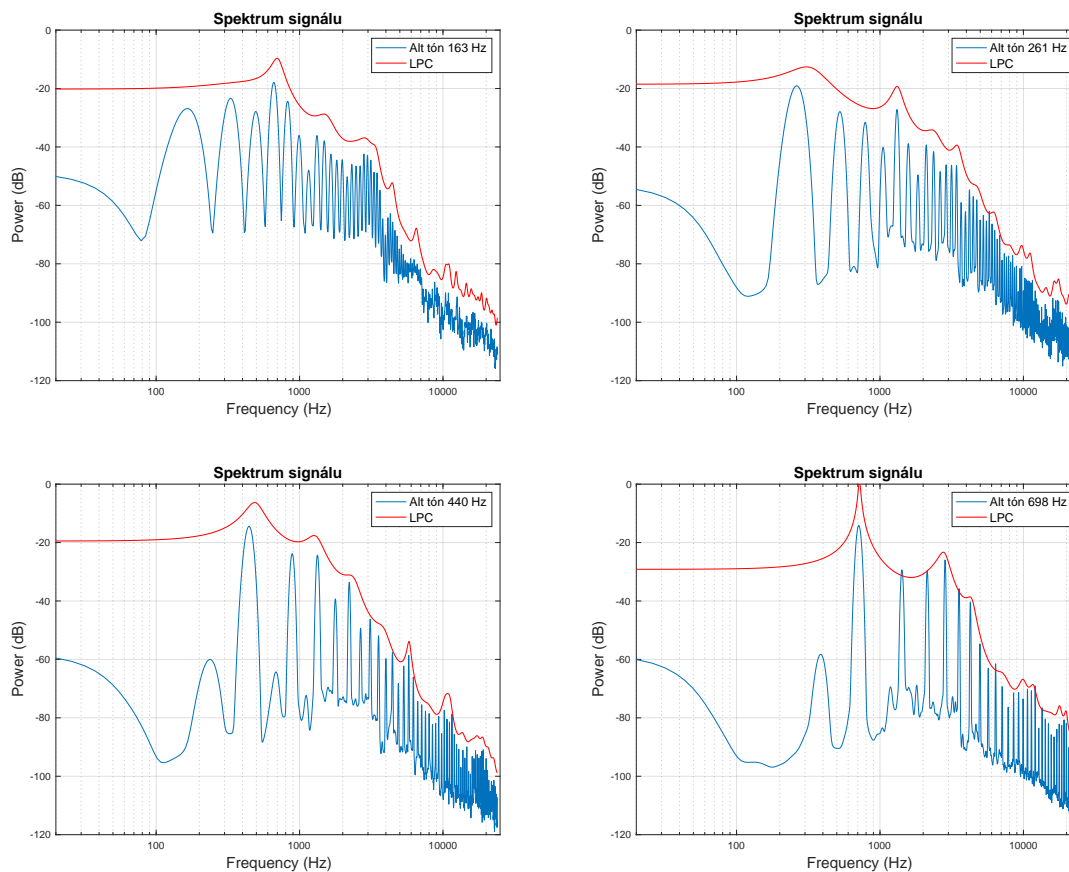 Spektrum signálu
0
-20
-40
-60
-80
-100
-120
Power (dB)
100
1000
10000
Frequency (Hz)
Alt tón 163 Hz
LPC
Spektrum signálu
0
-20
-40
-60
-80
-100
-120
Power (dB)
100
1000
10000
Frequency (Hz)
Alt tón 261 Hz
LPC
Spektrum signálu
0
-20
-40
-60
-80
-100
-120
Power (dB)
100
1000
10000
Frequency (Hz)
Alt tón 440 Hz
LPC
Spektrum signálu
0
-20
-40
-60
-80
-100
-120
Power (dB)
100
1000
10000
Frequency (Hz)
Alt tón 698 Hz
LPC